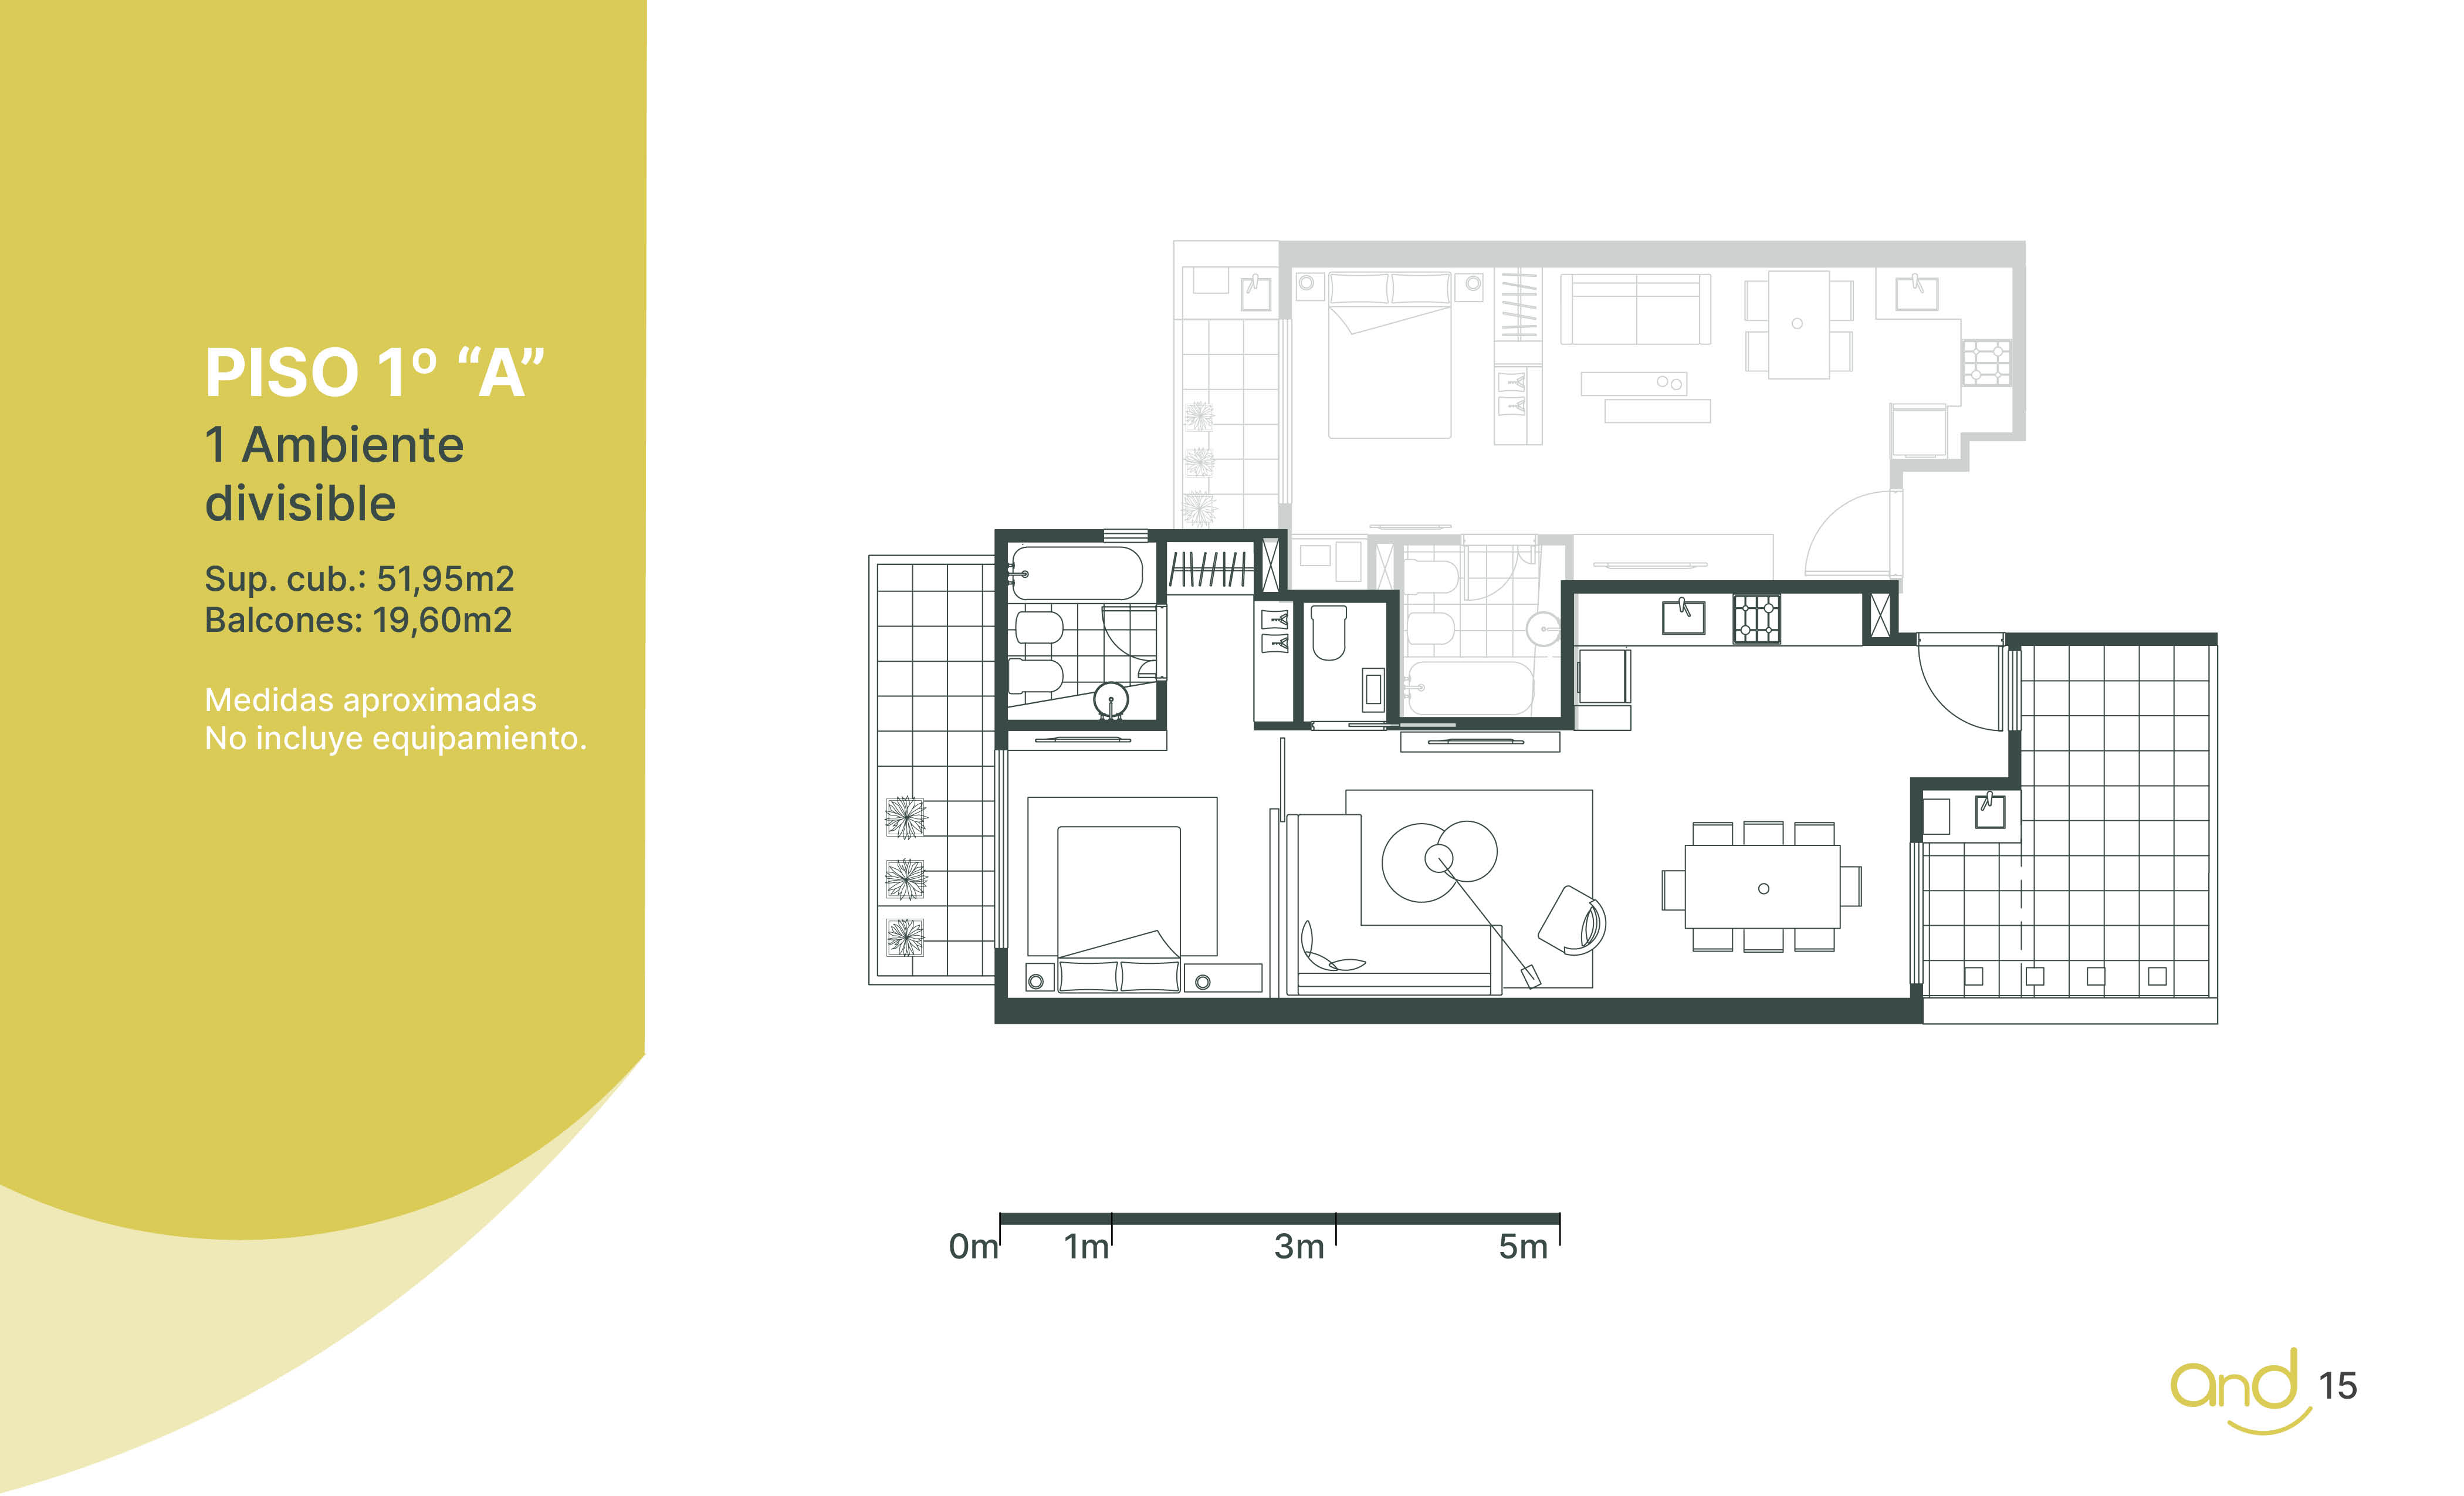 PISO 1º “A”
1 Ambiente
divisible
Sup. cub.: 51,95m2
Balcones: 19,60m2
Medidas aproximadas
No incluye equipamiento.
0m 1m 3m 5m
and 15